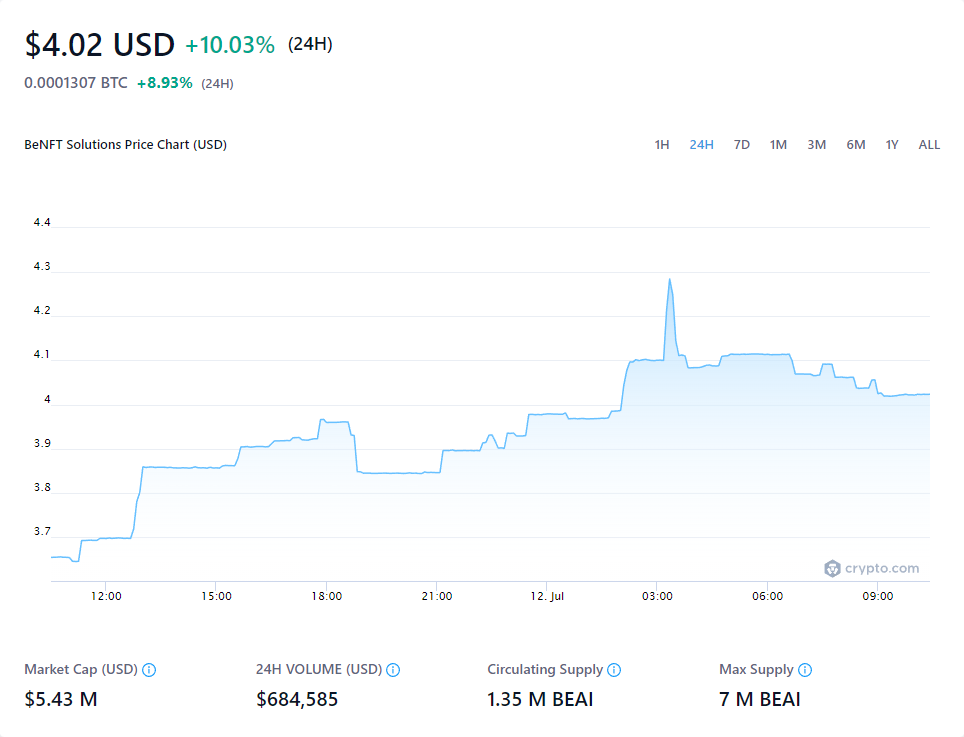 $4.02 USD +10.03% (24H)
0.0001307 BTC +8.93% (24H)
BeNFT Solutions Price Chart (USD) 1H 24H 7D 1M 3M 6M 1Y ALL
4.4
4.3
4.2
4.1
4
3.9
3.8
3.7
crypto.com
12:00 15:00 18:00 21:00 12. Jul 03:00 06:00 09:00
Market Cap (USD) 24H VOLUME (USD) Circulating Supply Max Supply
$5.43 M $684,585 1.35 M BEAI 7 M BEAI